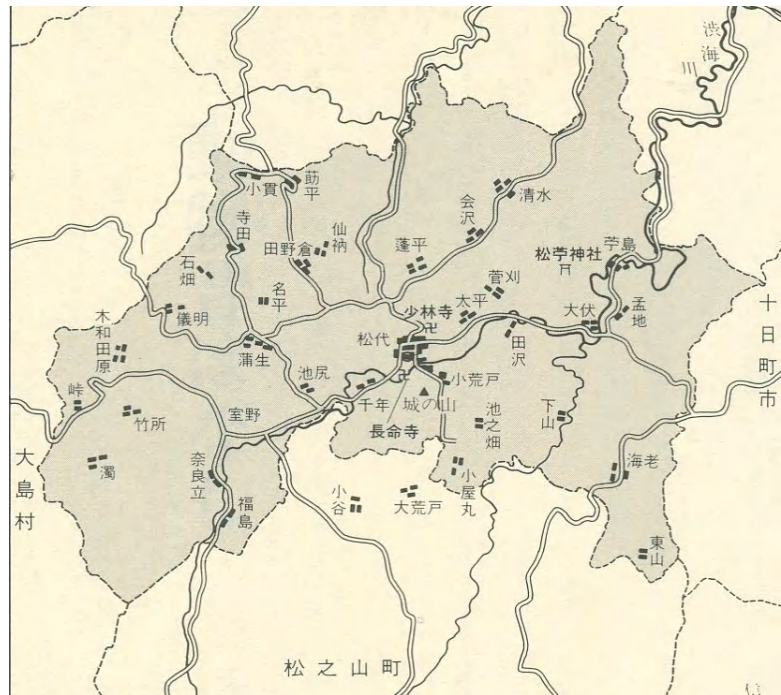 渋海川
莇平
小貫
寺田
仙納
田野倉
石畑
名平
儀明
木和田原
蒲生
峠
竹所
濁
池尻
室野
奈良立
福島
大島村
清水
会沢
蓬平
菅刈
松苧神社
苧島
孟地
大伏
太平
少林寺
松代
田沢
小荒戸
千年
城の山
長命寺
池之畑
下山
小屋丸
海老
東山
小谷
大荒戸
十日町市
松之山町